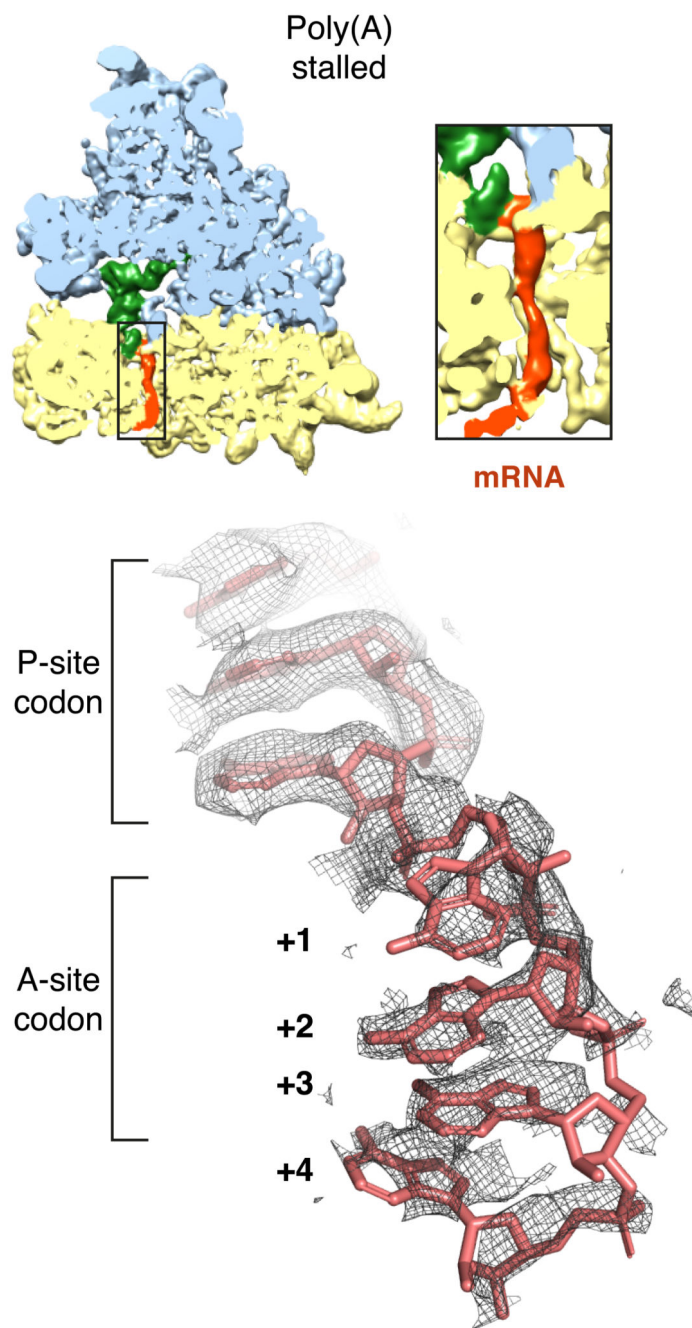 Poly(A)
stalled
mRNA
P-site
codon
+1
A-site
codon
+2
+3
+4